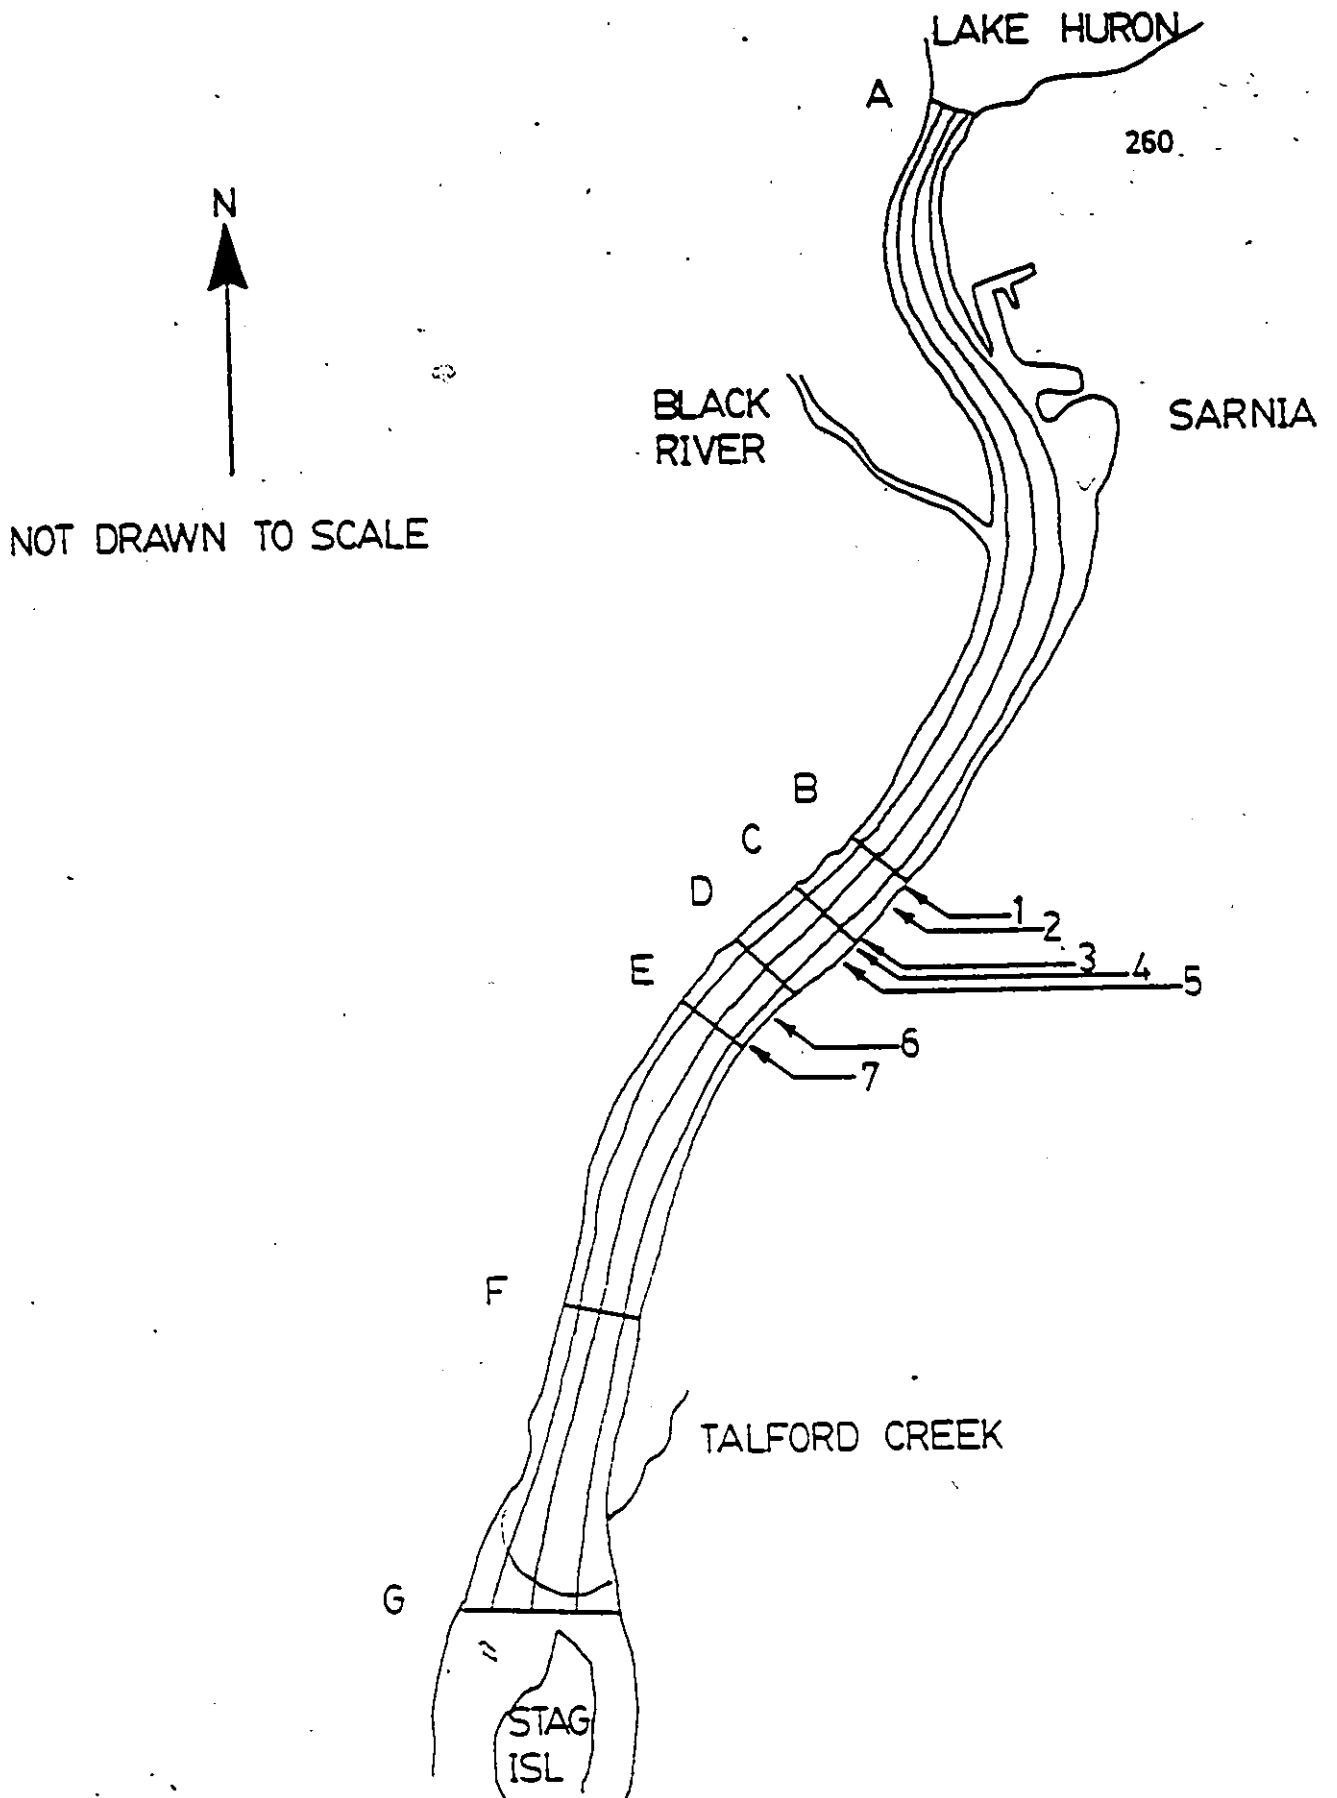 LAKE HURON
A
260
N
BLACK
RIVER
SARNIA
NOT DRAWN TO SCALE
B
C
D
E
1
2
3
4
5
6
7
F
TALFORD CREEK
G
STAG
ISL